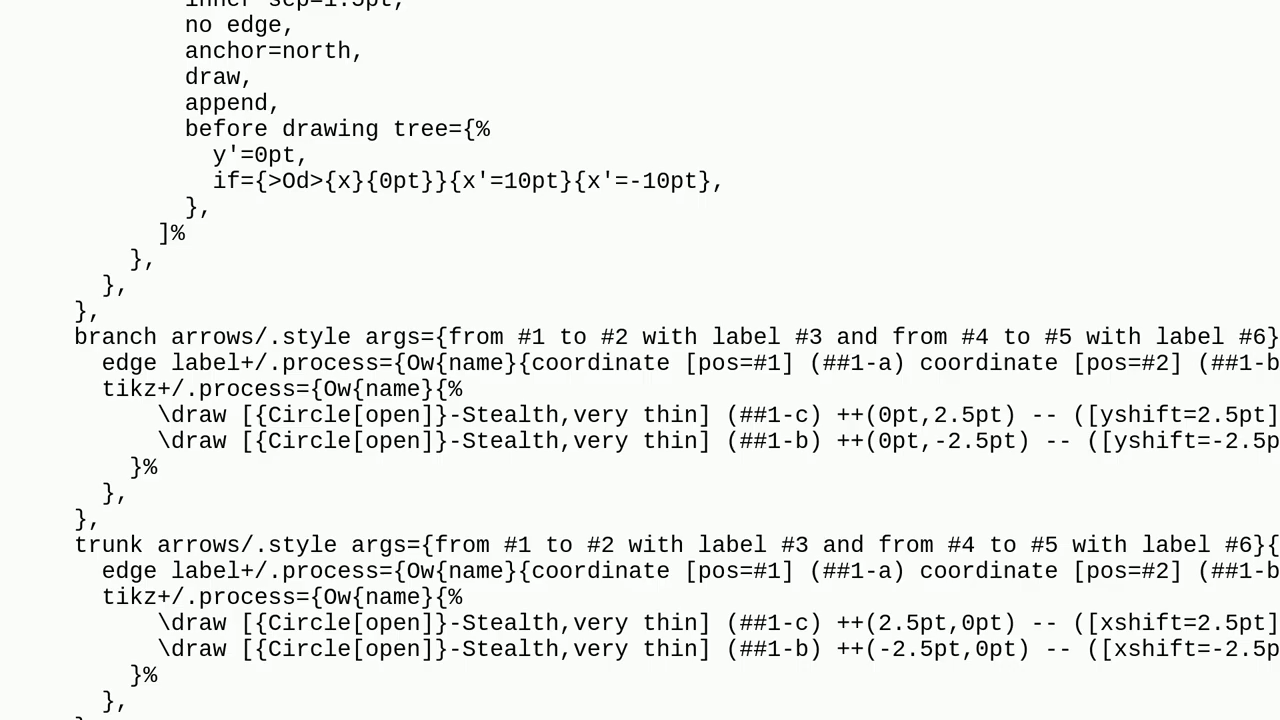 inner sep=1.5pt,
no edge,
anchor=north,
draw,
append,
before drawing tree={%
y'=0pt,
if={>Od>{x}{0pt}}{x'=10pt}{x'=-10pt},
},
]%
},
},
},
branch arrows/.style args={from #1 to #2 with label #3 and from #4 to #5 with label #6}
edge label+/.process={Ow{name}{coordinate [pos=#1] (##1-a) coordinate [pos=#2] (##1-b
tikz+/.process={Ow{name}{%
\draw [{Circle[open]}-Stealth,very thin] (##1-c) ++(0pt,2.5pt) -- ([yshift=2.5pt]
\draw [{Circle[open]}-Stealth,very thin] (##1-b) ++(0pt,-2.5pt) -- ([yshift=-2.5p
}%
},
},
trunk arrows/.style args={from #1 to #2 with label #3 and from #4 to #5 with label #6}{
edge label+/.process={Ow{name}{coordinate [pos=#1] (##1-a) coordinate [pos=#2] (##1-b
tikz+/.process={Ow{name}{%
\draw [{Circle[open]}-Stealth,very thin] (##1-c) ++(2.5pt,0pt) -- ([xshift=2.5pt]
\draw [{Circle[open]}-Stealth,very thin] (##1-b) ++(-2.5pt,0pt) -- ([xshift=-2.5p
}%
},